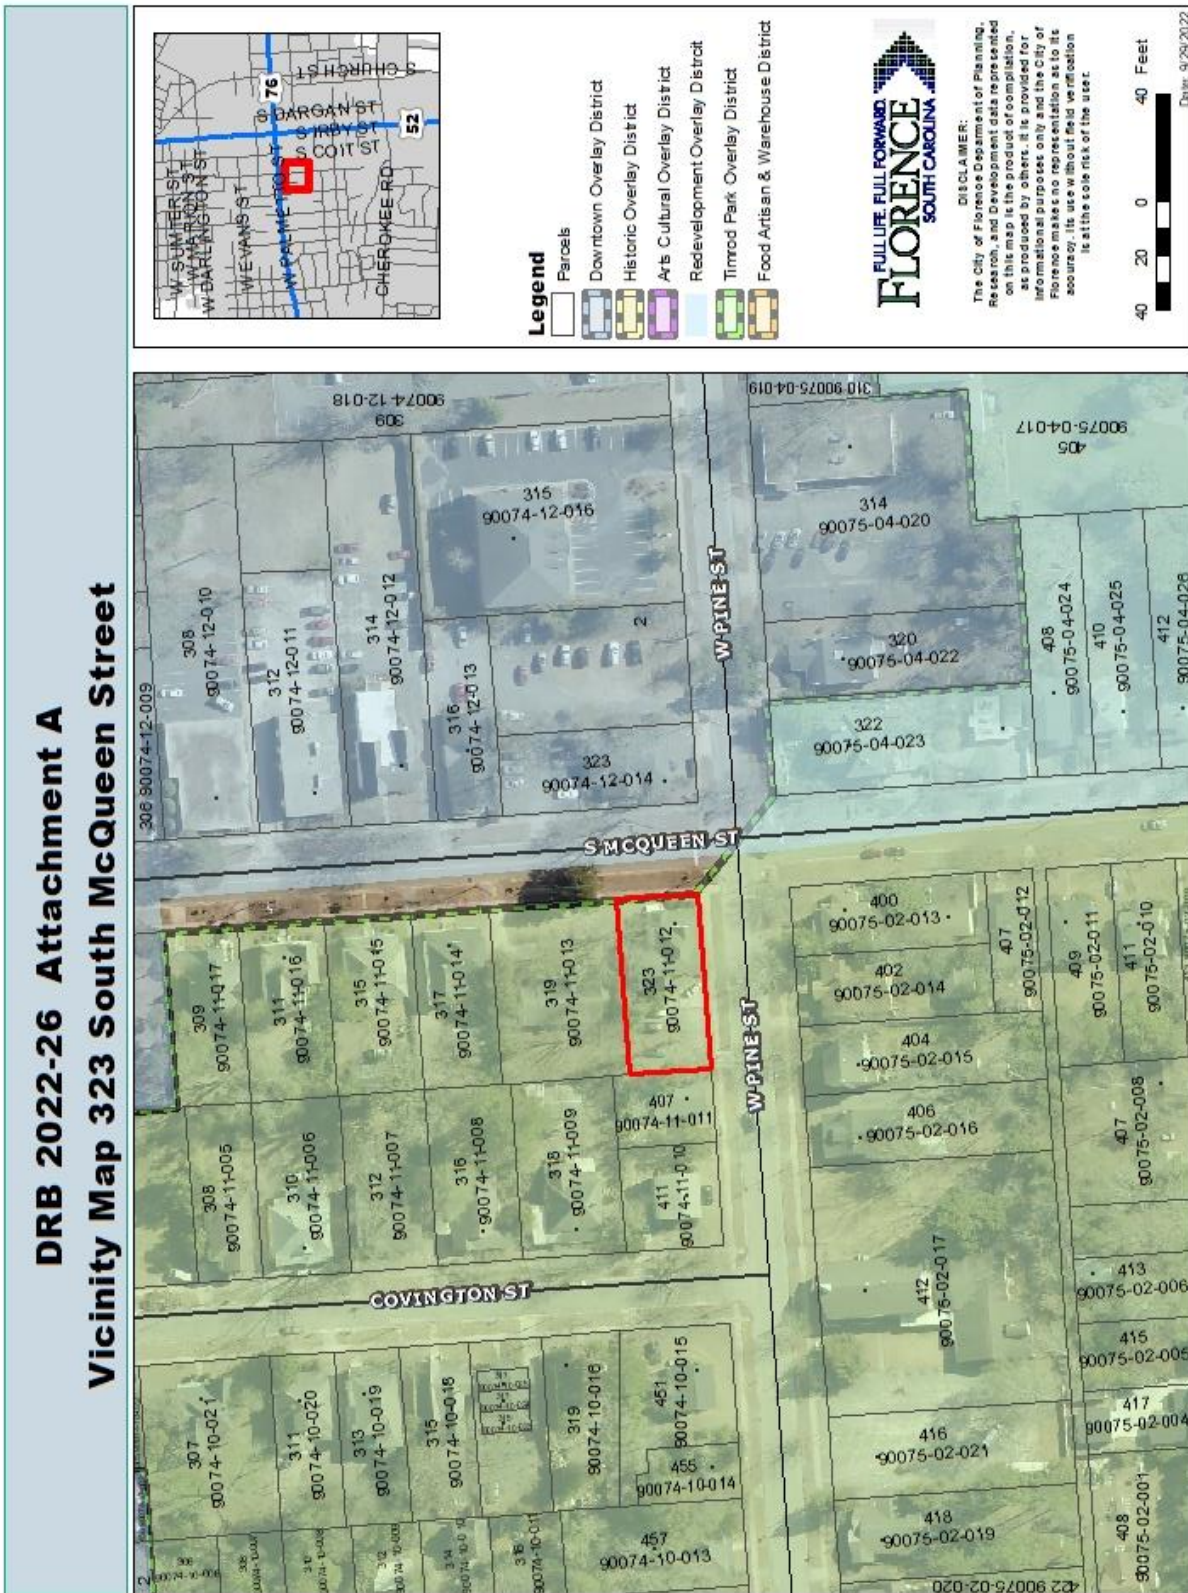 DRB 2022-26 Attachment A
Vicinity Map 323 South McQueen Street
307
90074-10-021
311
90074-10-020
313
90074-10-019
315
90074-10-018
319
90074-10-016
451
90074-10-015
455
90074-10-014
457
90074-10-013
316
90074-10-011
COVINGTON ST
308
90074-11-005
310
90074-11-006
312
90074-11-007
316
90074-11-008
318
90074-11-009
411
90074-11-010
407
90074-11-011
309
90074-11-017
311
90074-11-016
315
90074-11-015
317
90074-11-014
319
90074-11-013
323
90074-11-012
S MCQUEEN ST
W PINE ST
W PINE ST
306 90074-12-009
308
90074-12-010
312
90074-12-011
314
90074-12-012
316
90074-12-013
323
90074-12-014
2
315
90074-12-016
309
90074-12-018
310 90075-04-019
314
90075-04-020
320
90075-04-022
322
90075-04-023
405
90075-04-017
408
90075-04-024
410
90075-04-025
412
90075-04-026
400
90075-02-013
402
90075-02-014
404
90075-02-015
406
90075-02-016
407
90075-02-012
409
90075-02-011
411
90075-02-010
407
90075-02-008
412
90075-02-017
413
90075-02-006
415
90075-02-005
417
90075-02-004
416
90075-02-021
418
90075-02-019
408
90075-02-001
90075-02-020
W SUMTER ST
W MARION ST
W DARLINGTON ST
W EVANS ST
W PALMETTO ST
CHEROKEE RD
S COIT ST
S IRBY ST
S DARGAN ST
S CHURCH ST
76
52
Legend
Parcels
Downtown Overlay District
Historic Overlay District
Arts Cultural Overlay District
Redevelopment Overlay Distrcit
Timrod Park Overlay District
Food Artisan & Warehouse District
FULL LIFE. FULL FORWARD.
FLORENCE
SOUTH CAROLINA
DISCLAIMER:
The City of Florence Department of Planning,
Research, and Development data represented
on this map is the product of compilation,
as produced by others. It is provided for
informational purposes only and the City of
Florence makes no representation as to its
accuracy. Its use without field verification
is at the sole risk of the user.
40 20 0 40 Feet
Date: 9/29/2022